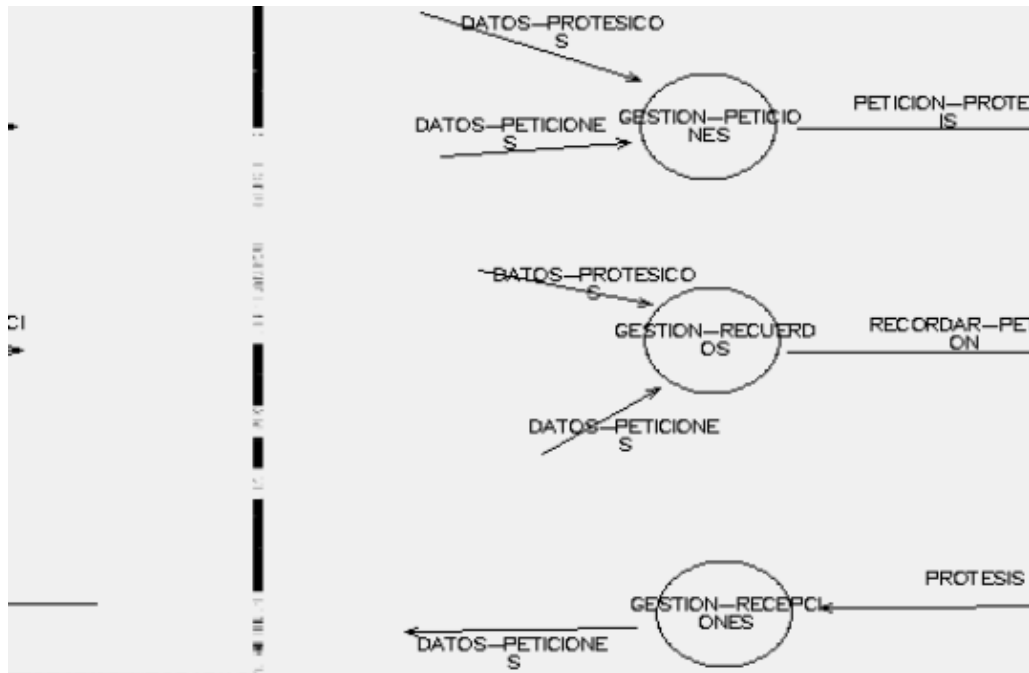 DATOS—PROTESICO
S
GESTION—PETICIO
NES
PETICION—PROTE
IS
DATOS—PETICIONE
S
DATOS—PROTESICO
S
CI
GESTION—RECUERD
OS
RECORDAR—PET
ON
DATOS—PETICIONE
S
PROTESIS
GESTION—RECEPCI
ONES
DATOS—PETICIONE
S